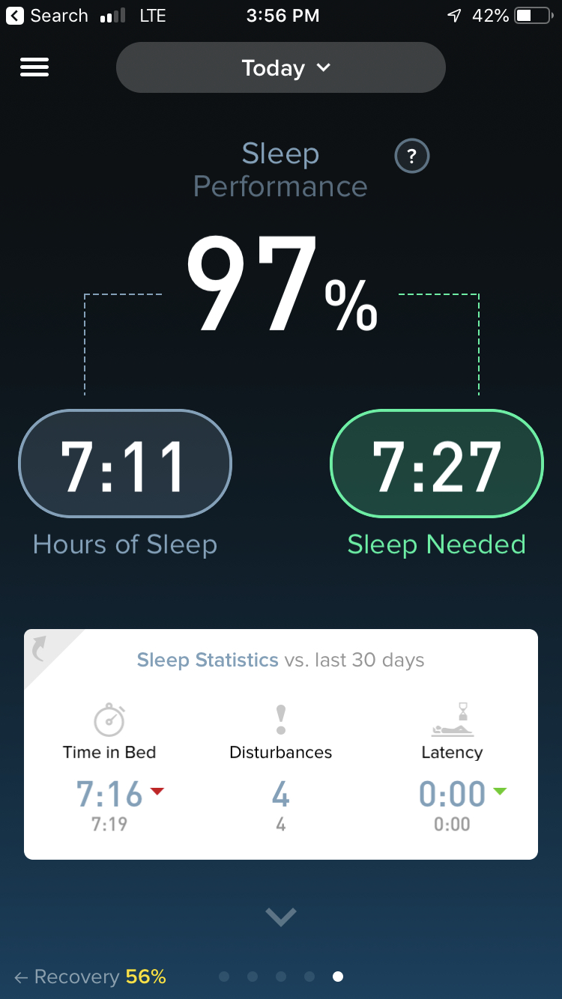 Search LTE 3:56 PM 42%
Today
Sleep
Performance
?
97%
7:11 7:27
Hours of Sleep Sleep Needed
Sleep Statistics vs. last 30 days
Time in Bed Disturbances Latency
7:16 4 0:00
7:19 4 0:00
← Recovery 56%